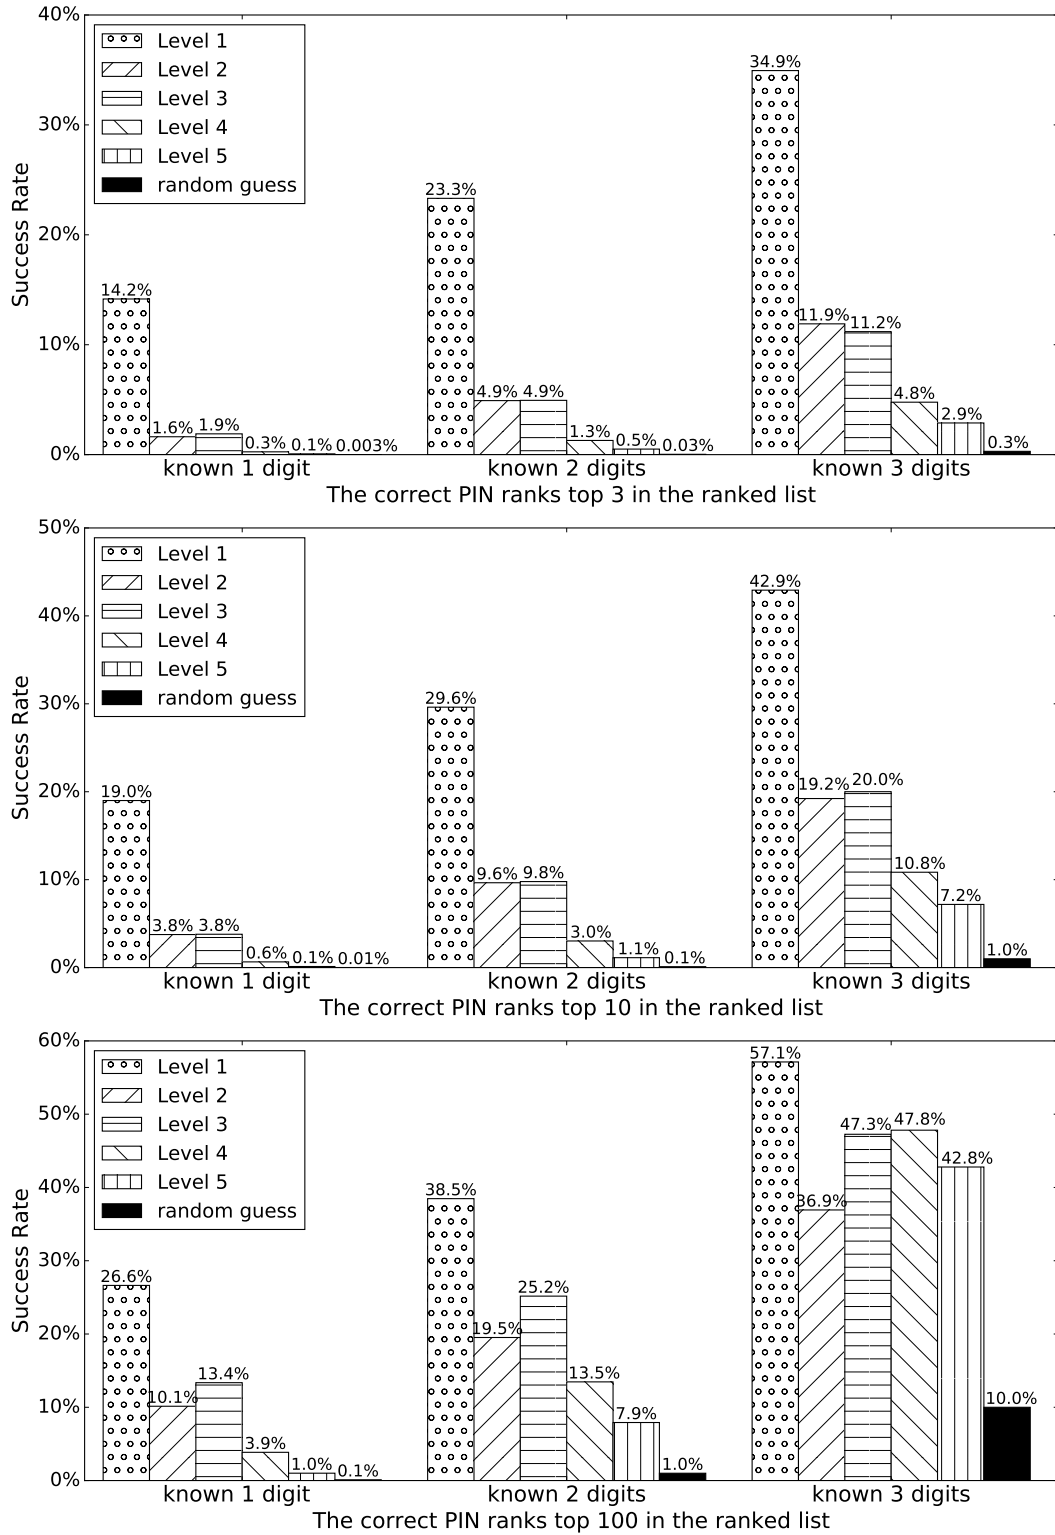 40%
Level 1
Level 2
Level 3
Level 4
Level 5
random guess
30%
20%
10%
0%
Success Rate
14.2%
1.6%
1.9%
0.3%
0.1%
0.003%
23.3%
4.9%
4.9%
1.3%
0.5%
0.03%
34.9%
11.9%
11.2%
4.8%
2.9%
0.3%
known 1 digit
known 2 digits
known 3 digits
The correct PIN ranks top 3 in the ranked list
50%
Level 1
Level 2
Level 3
Level 4
Level 5
random guess
40%
30%
20%
10%
0%
Success Rate
19.0%
3.8%
3.8%
0.6%
0.1%
0.01%
29.6%
9.6%
9.8%
3.0%
1.1%
0.1%
42.9%
19.2%
20.0%
10.8%
7.2%
1.0%
known 1 digit
known 2 digits
known 3 digits
The correct PIN ranks top 10 in the ranked list
60%
Level 1
Level 2
Level 3
Level 4
Level 5
random guess
50%
40%
30%
20%
10%
0%
Success Rate
26.6%
10.1%
13.4%
3.9%
1.0%
0.1%
38.5%
19.5%
25.2%
13.5%
7.9%
1.0%
57.1%
36.9%
47.3%
47.8%
42.8%
10.0%
known 1 digit
known 2 digits
known 3 digits
The correct PIN ranks top 100 in the ranked list